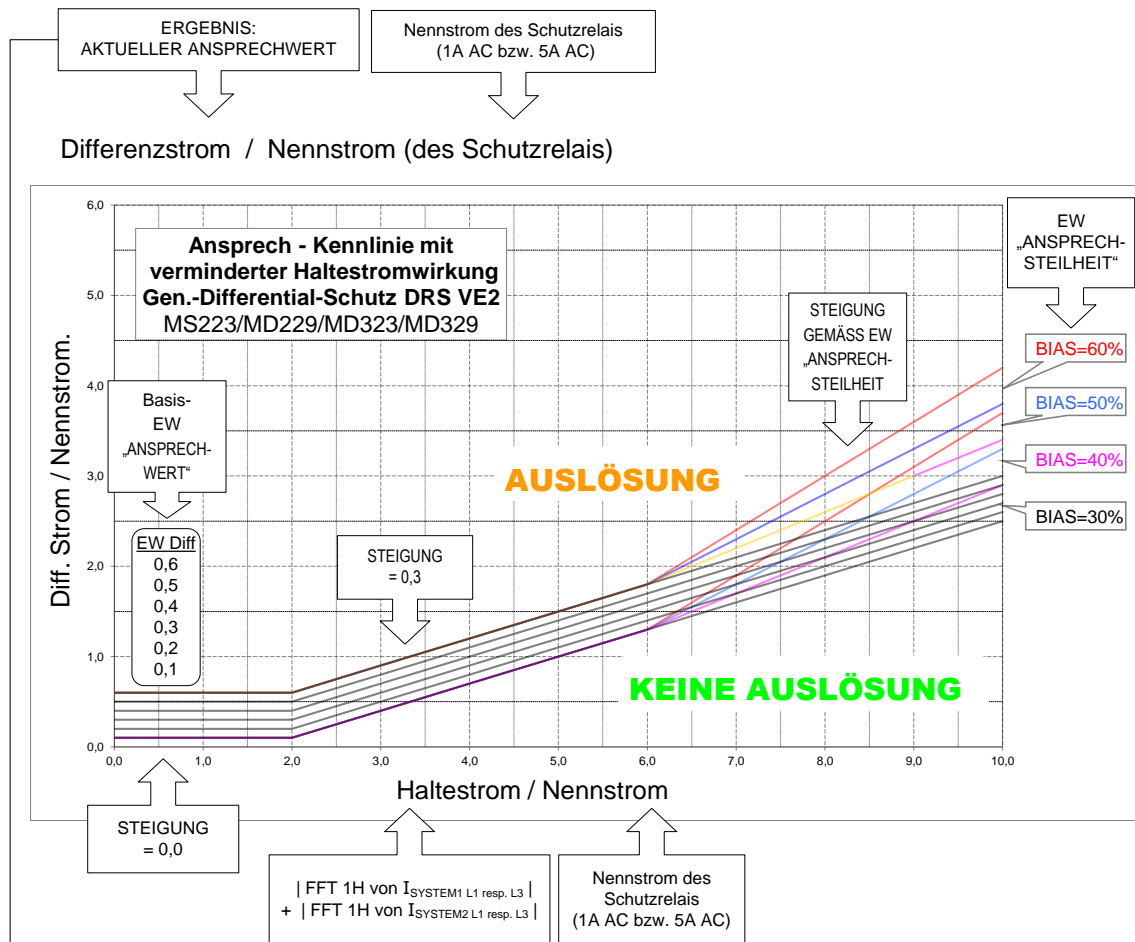 ERGEBNIS:
AKTUELLER ANSPRECHWERT
Nennstrom des Schutzrelais
(1A AC bzw. 5A AC)
Differenzstrom / Nennstrom (des Schutzrelais)
6,0
5,0
4,0
3,0
2,0
1,0
0,0
Diff. Strom / Nennstrom.
Ansprech - Kennlinie mit
verminderter Haltestromwirkung
Gen.-Differential-Schutz DRS VE2
MS223/MD229/MD323/MD329
EW
„ANSPRECH-
STEILHEIT“
STEIGUNG
GEMÄSS EW
„ANSPRECH-
STEILHEIT
BIAS=60%
BIAS=50%
BIAS=40%
BIAS=30%
Basis-
EW
„ANSPRECH-
WERT“
EW Diff
0,6
0,5
0,4
0,3
0,2
0,1
AUSLÖSUNG
STEIGUNG
= 0,3
KEINE AUSLÖSUNG
0,0 1,0 2,0 3,0 4,0 5,0 6,0 7,0 8,0 9,0 10,0
Haltestrom / Nennstrom
STEIGUNG
= 0,0
| FFT 1H von ISYSTEM1 L1 resp. L3 |
+ | FFT 1H von ISYSTEM2 L1 resp. L3 |
Nennstrom des
Schutzrelais
(1A AC bzw. 5A AC)